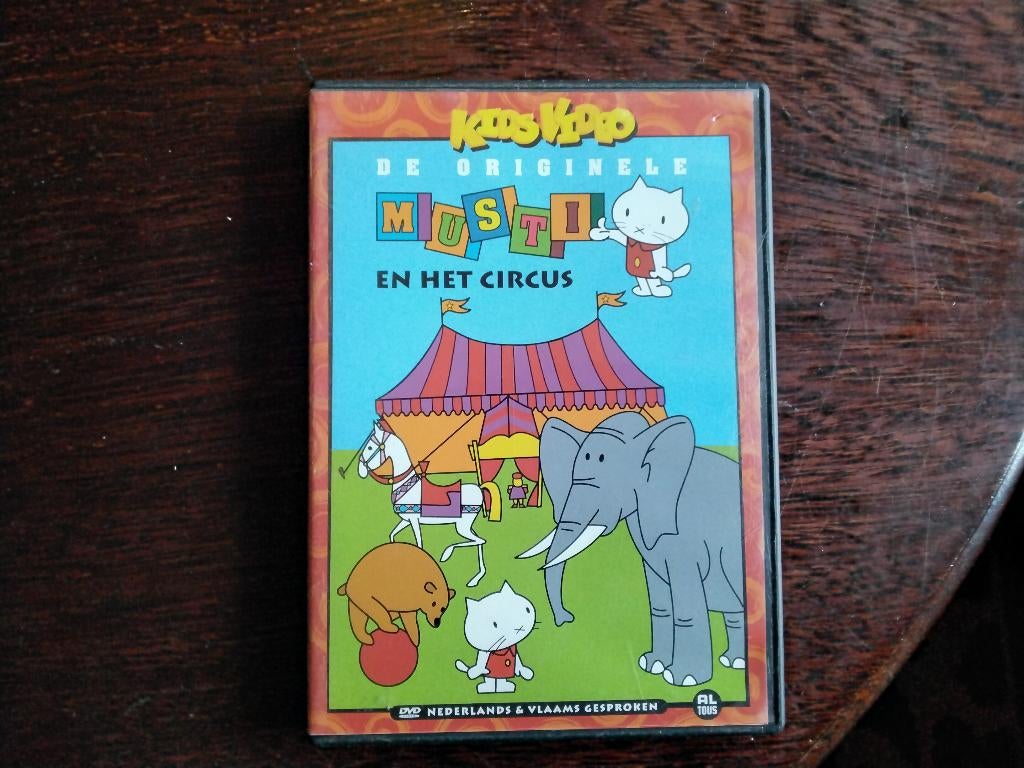 KIDS VIDEO
DE ORIGINELE
MUSTI
EN HET CIRCUS
DVD NEDERLANDS & VLAAMS GESPROKEN
AL
TOUS